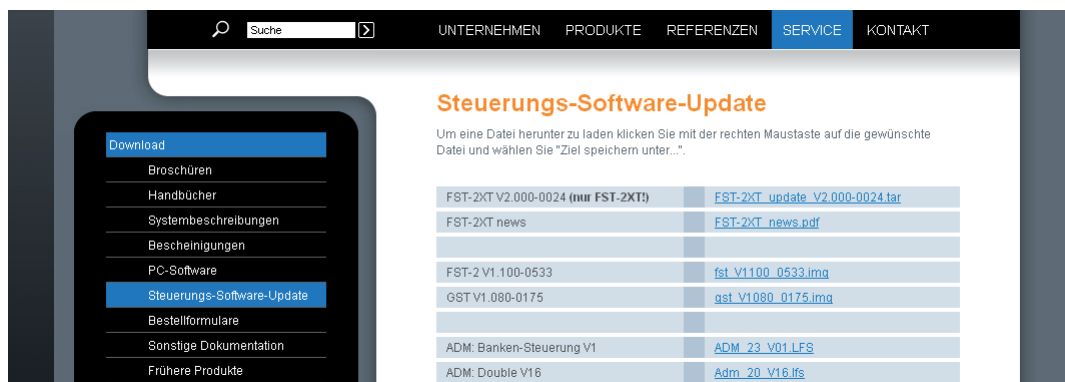 Suche
UNTERNEHMEN PRODUKTE REFERENZEN SERVICE KONTAKT
Download
Broschüren
Handbücher
Systembeschreibungen
Bescheinigungen
PC-Software
Steuerungs-Software-Update
Bestellformulare
Sonstige Dokumentation
Frühere Produkte
Steuerungs-Software-Update
Um eine Datei herunter zu laden klicken Sie mit der rechten Maustaste auf die gewünschte
Datei und wählen Sie "Ziel speichern unter...".
FST-2XT V2.000-0024 (nur FST-2XT!) FST-2XT_update_V2.000-0024.tar
FST-2XT news FST-2XT_news.pdf
FST-2 V1.100-0533 fst_V1100_0533.img
GST V1.080-0175 gst_V1080_0175.img
ADM: Banken-Steuerung V1 ADM_23_V01.LFS
ADM: Double V16 Adm_20_V16.lfs